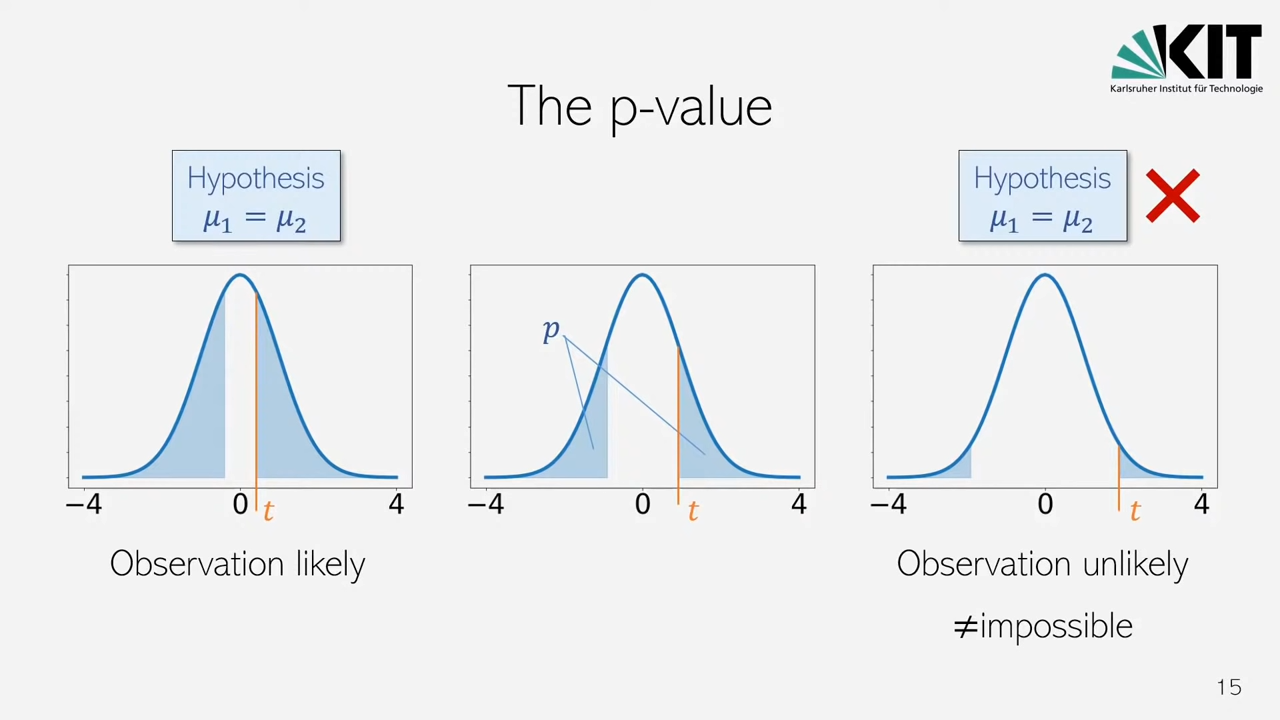 KIT
Karlsruher Institut für Technologie
The p-value
Hypothesis
μ₁ = μ₂
Hypothesis
μ₁ = μ₂
p
−4 0 t 4
−4 0 t 4
−4 0 t 4
Observation likely
Observation unlikely
≠impossible
15